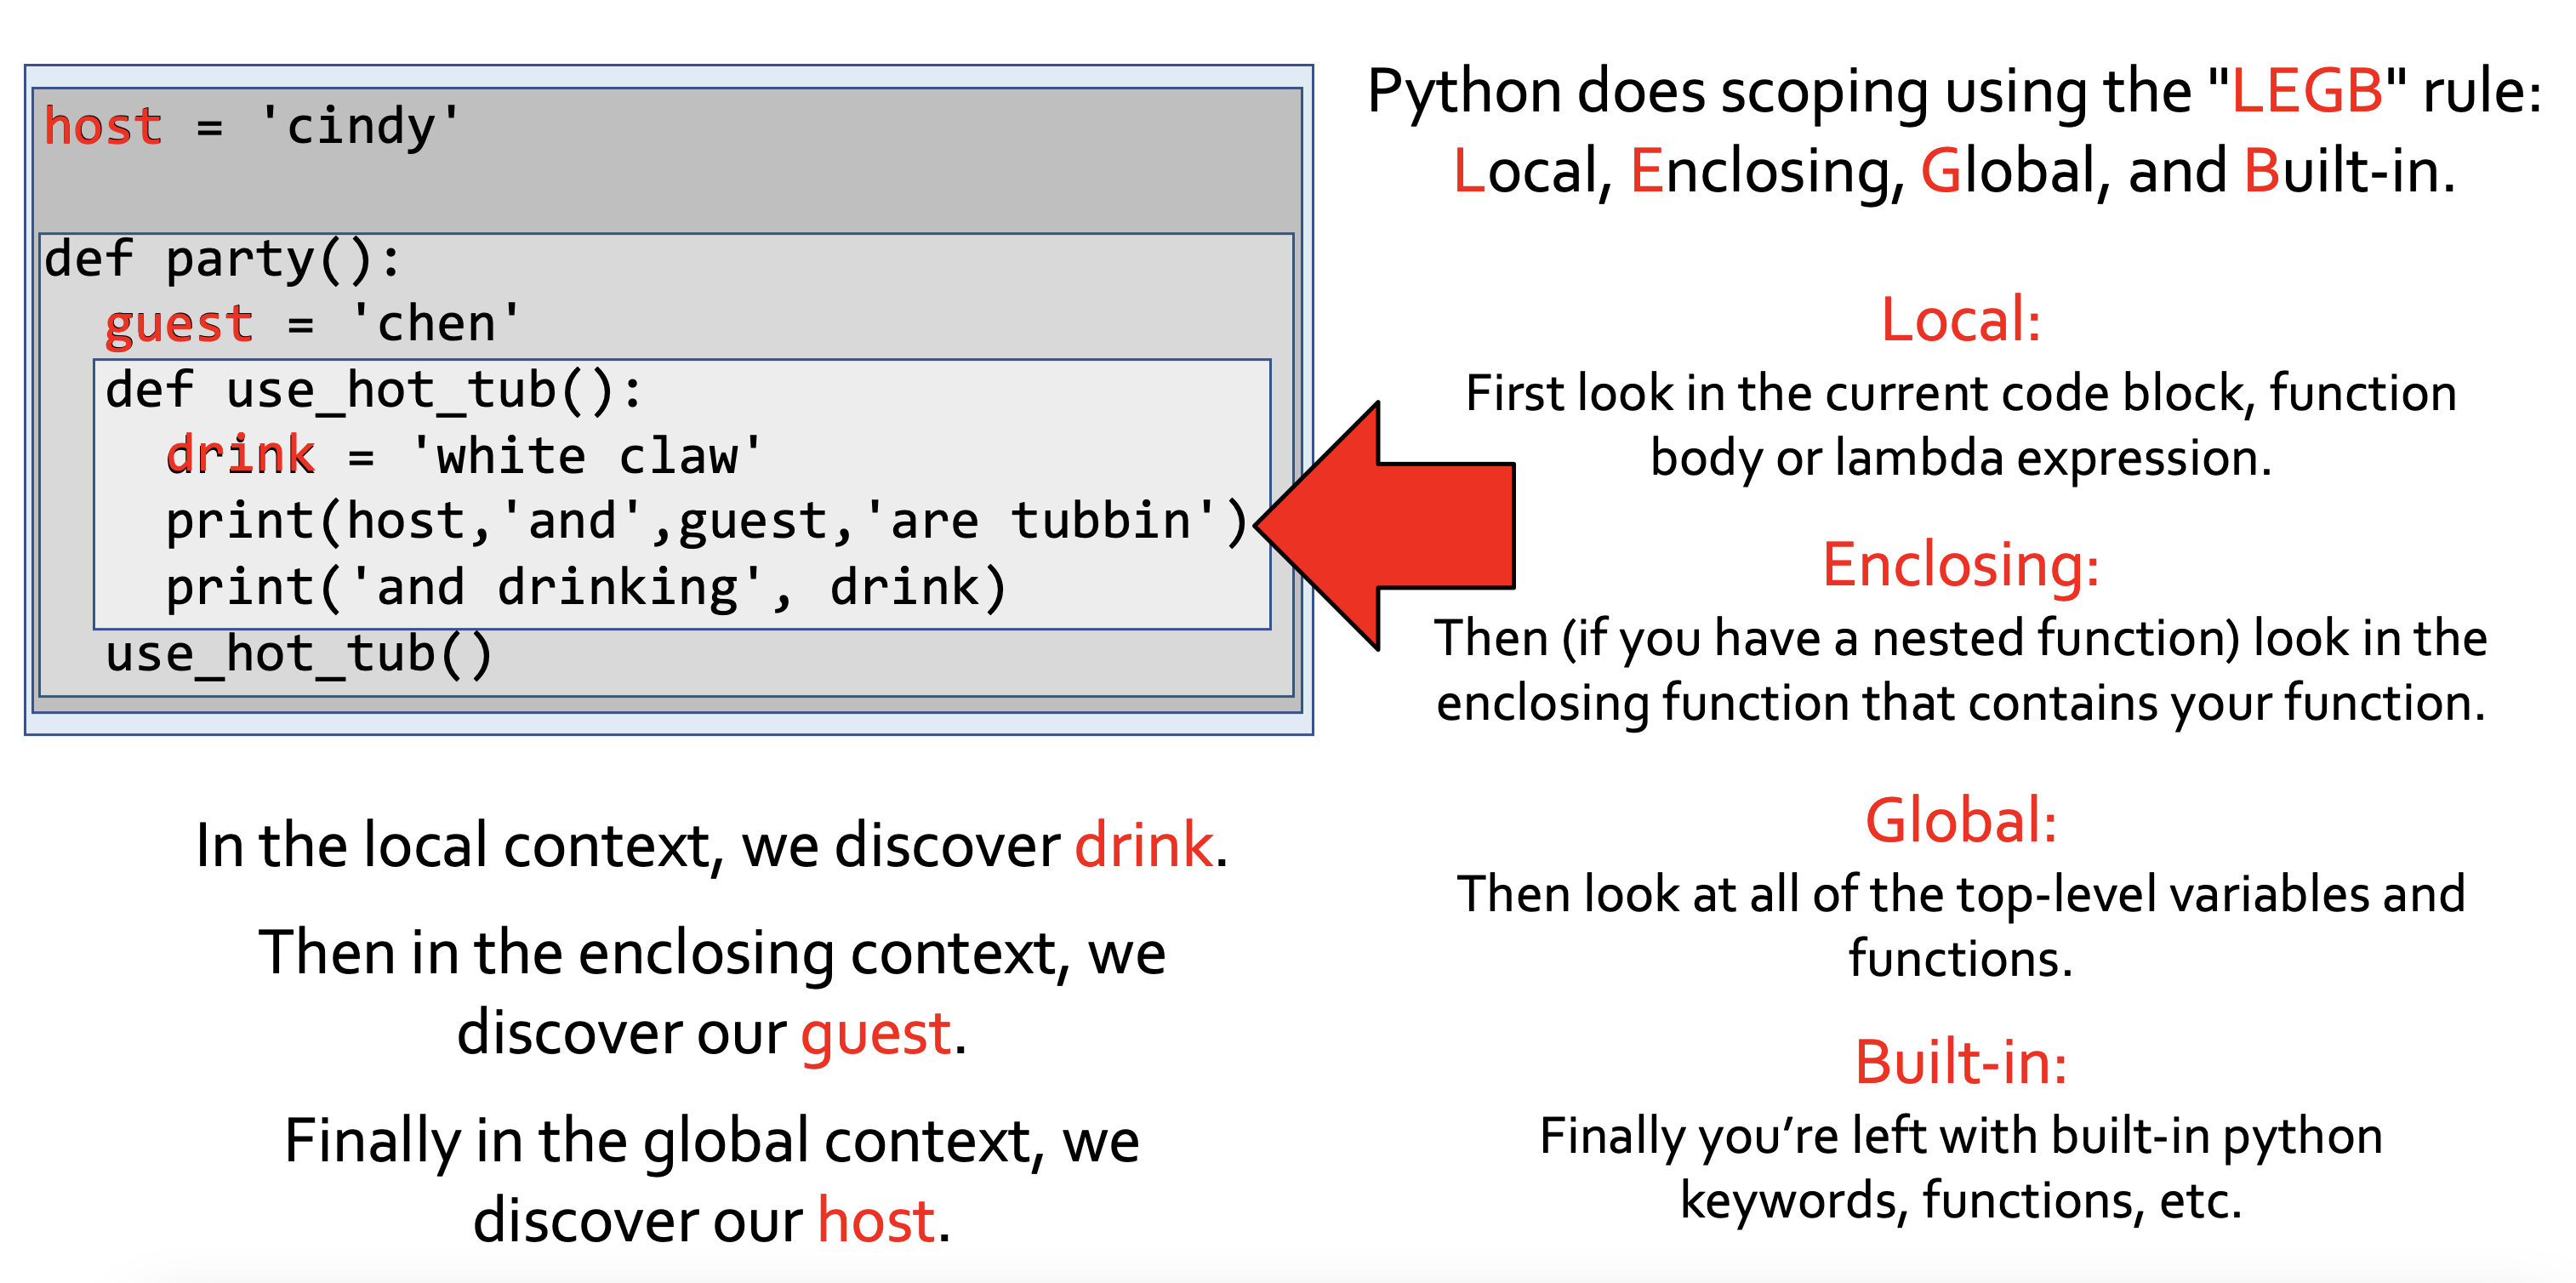 host = 'cindy'
def party():
  guest = 'chen'
  def use_hot_tub():
    drink = 'white claw'
    print(host,'and',guest,'are tubbin')
    print('and drinking', drink)
  use_hot_tub()
In the local context, we discover drink.
Then in the enclosing context, we
discover our guest.
Finally in the global context, we
discover our host.
Python does scoping using the "LEGB" rule:
Local, Enclosing, Global, and Built-in.
Local:
First look in the current code block, function
body or lambda expression.
Enclosing:
Then (if you have a nested function) look in the
enclosing function that contains your function.
Global:
Then look at all of the top-level variables and
functions.
Built-in:
Finally you’re left with built-in python
keywords, functions, etc.